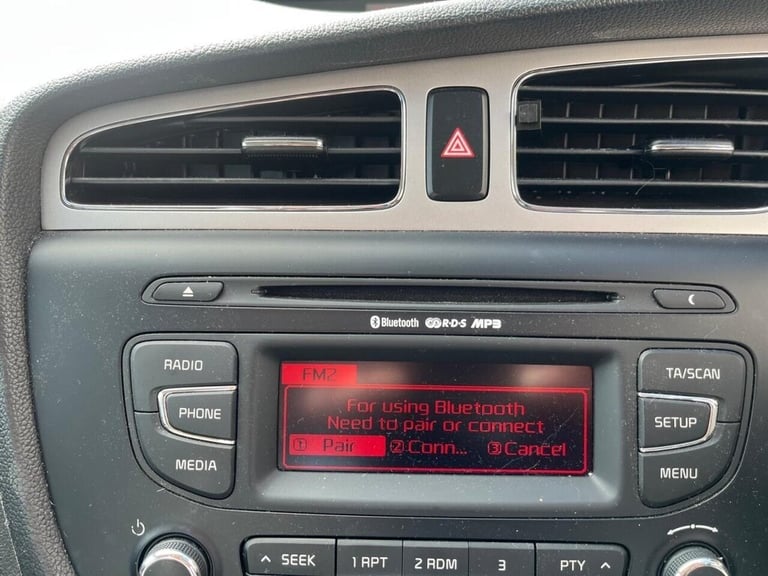 Bluetooth R·D·S MP3
RADIO
PHONE
MEDIA
FM2
For using Bluetooth
Need to pair or connect
1 Pair 2 Conn... 3 Cancel
TA/SCAN
SETUP
MENU
SEEK 1 RPT 2 RDM 3 PTY